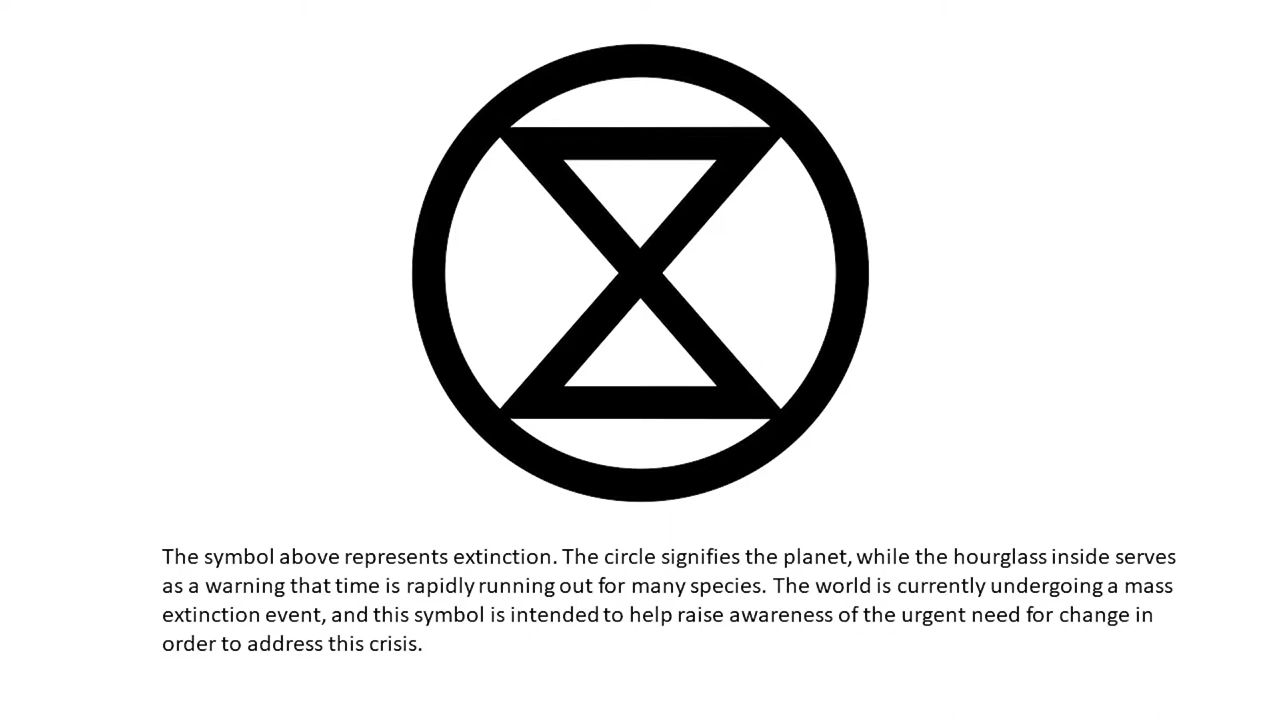 The symbol above represents extinction. The circle signifies the planet, while the hourglass inside serves
as a warning that time is rapidly running out for many species. The world is currently undergoing a mass
extinction event, and this symbol is intended to help raise awareness of the urgent need for change in
order to address this crisis.